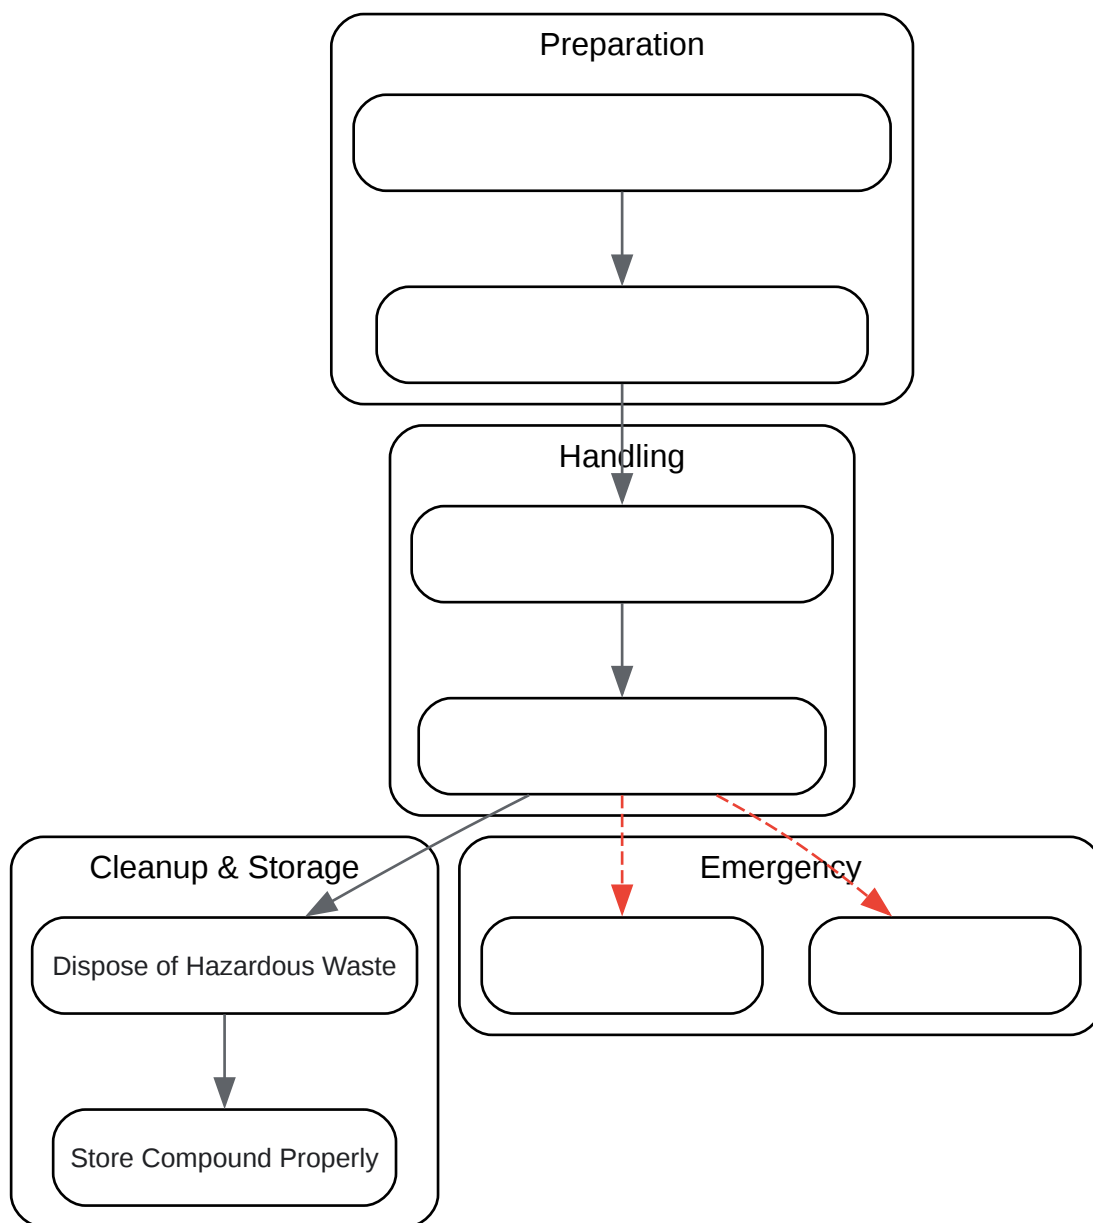 Preparation
Handling
Cleanup & Storage
Emergency
Dispose of Hazardous Waste
Store Compound Properly